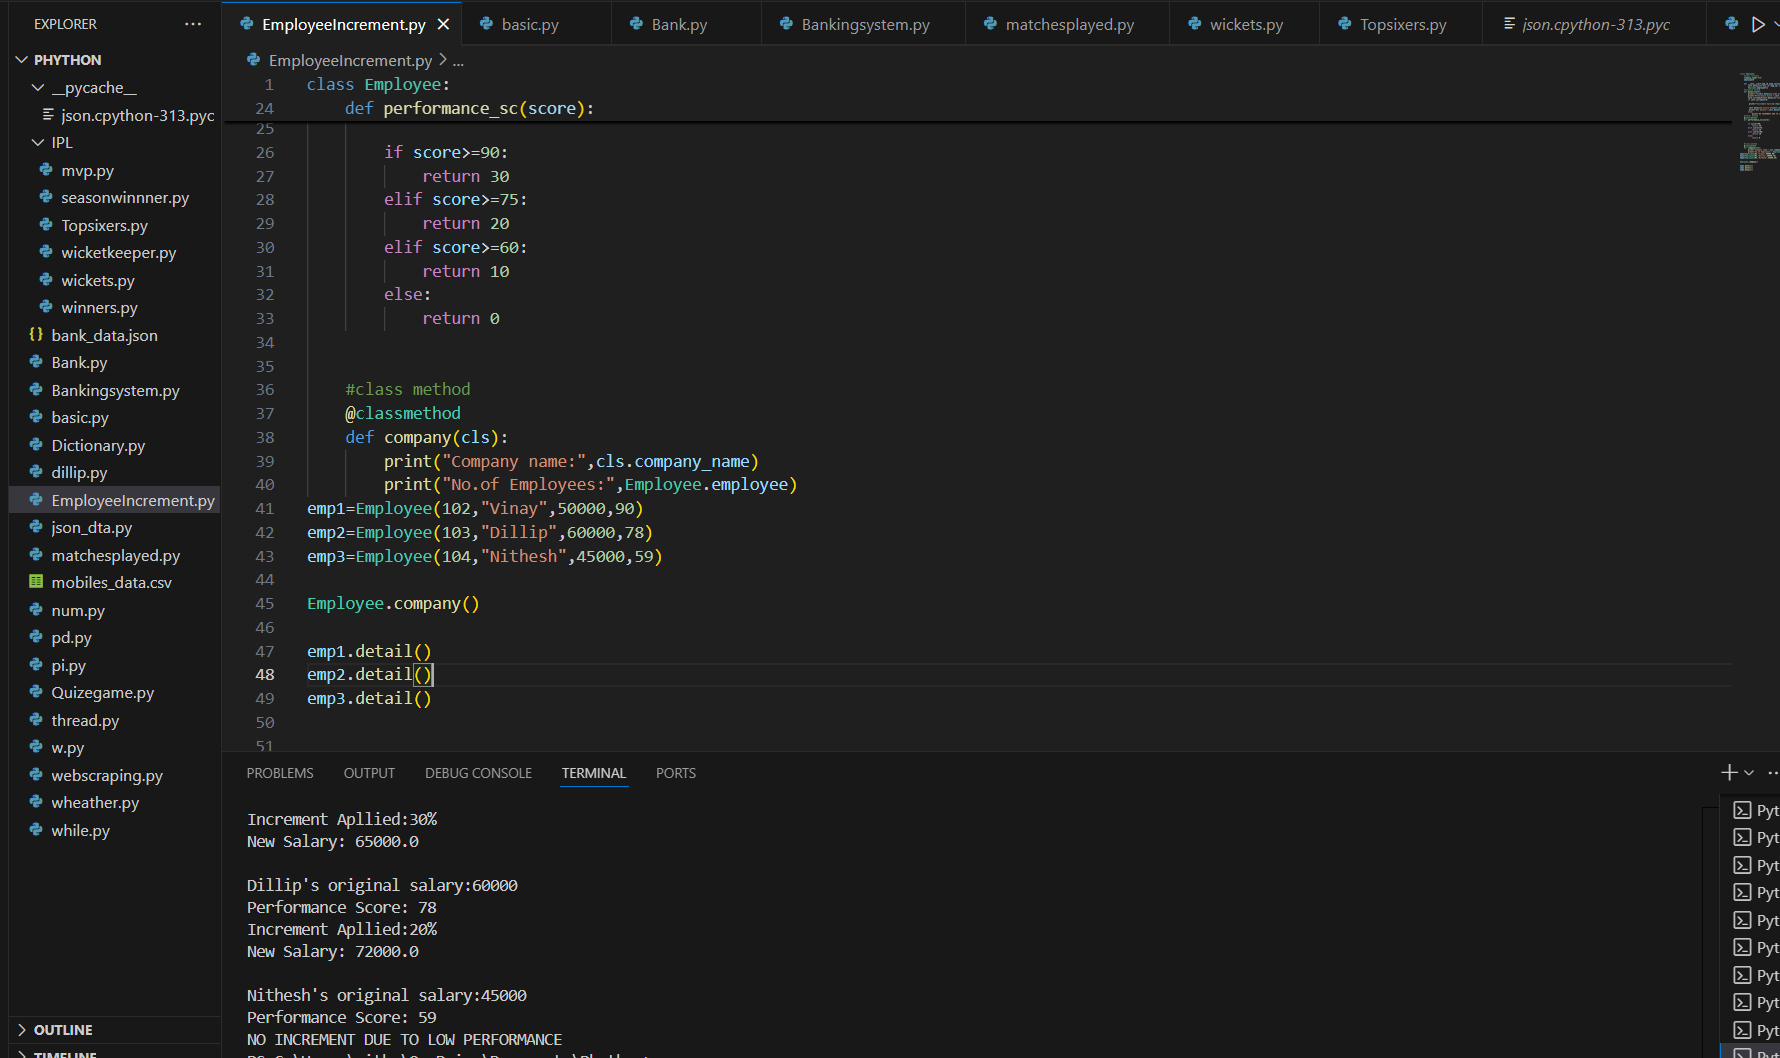 EXPLORER
···
PHYTHON
__pycache__
json.cpython-313.pyc
IPL
mvp.py
seasonwinnner.py
Topsixers.py
wicketkeeper.py
wickets.py
winners.py
bank_data.json
Bank.py
Bankingsystem.py
basic.py
Dictionary.py
dillip.py
EmployeeIncrement.py
json_dta.py
matchesplayed.py
mobiles_data.csv
num.py
pd.py
pi.py
Quizegame.py
thread.py
w.py
webscraping.py
wheather.py
while.py
OUTLINE
TIMELINE
EmployeeIncrement.py basic.py Bank.py Bankingsystem.py matchesplayed.py wickets.py Topsixers.py json.cpython-313.pyc
EmployeeIncrement.py > ...
1 class Employee:
24 def performance_sc(score):
25
26 if score>=90:
27 return 30
28 elif score>=75:
29 return 20
30 elif score>=60:
31 return 10
32 else:
33 return 0
34
35
36 #class method
37 @classmethod
38 def company(cls):
39 print("Company name:",cls.company_name)
40 print("No.of Employees:",Employee.employee)
41 emp1=Employee(102,"Vinay",50000,90)
42 emp2=Employee(103,"Dillip",60000,78)
43 emp3=Employee(104,"Nithesh",45000,59)
44
45 Employee.company()
46
47 emp1.detail()
48 emp2.detail()
49 emp3.detail()
50
51
PROBLEMS OUTPUT DEBUG CONSOLE TERMINAL PORTS
Increment Apllied:30%
New Salary: 65000.0
Dillip's original salary:60000
Performance Score: 78
Increment Apllied:20%
New Salary: 72000.0
Nithesh's original salary:45000
Performance Score: 59
NO INCREMENT DUE TO LOW PERFORMANCE
Pyt
Pyt
Pyt
Pyt
Pyt
Pyt
Pyt
Pyt
Pyt